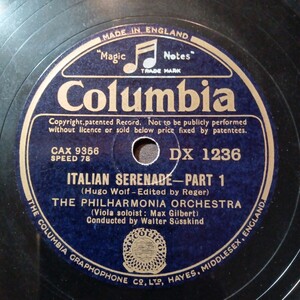 MADE IN ENGLAND
"Magic Notes"
TRADE MARK
Columbia
Copyright, patented Record. Not to be publicly performed
without licence or sold below price fixed by patentees.
CAX 9356
SPEED 78
DX 1236
ITALIAN SERENADE—PART 1
(Hugo Wolf—Edited by Reger)
THE PHILHARMONIA ORCHESTRA
(Viola soloist: Max Gilbert)
Conducted by Walter Süsskind
THE COLUMBIA GRAPHOPHONE CO., LTD., HAYES, MIDDLESEX, ENGLAND.